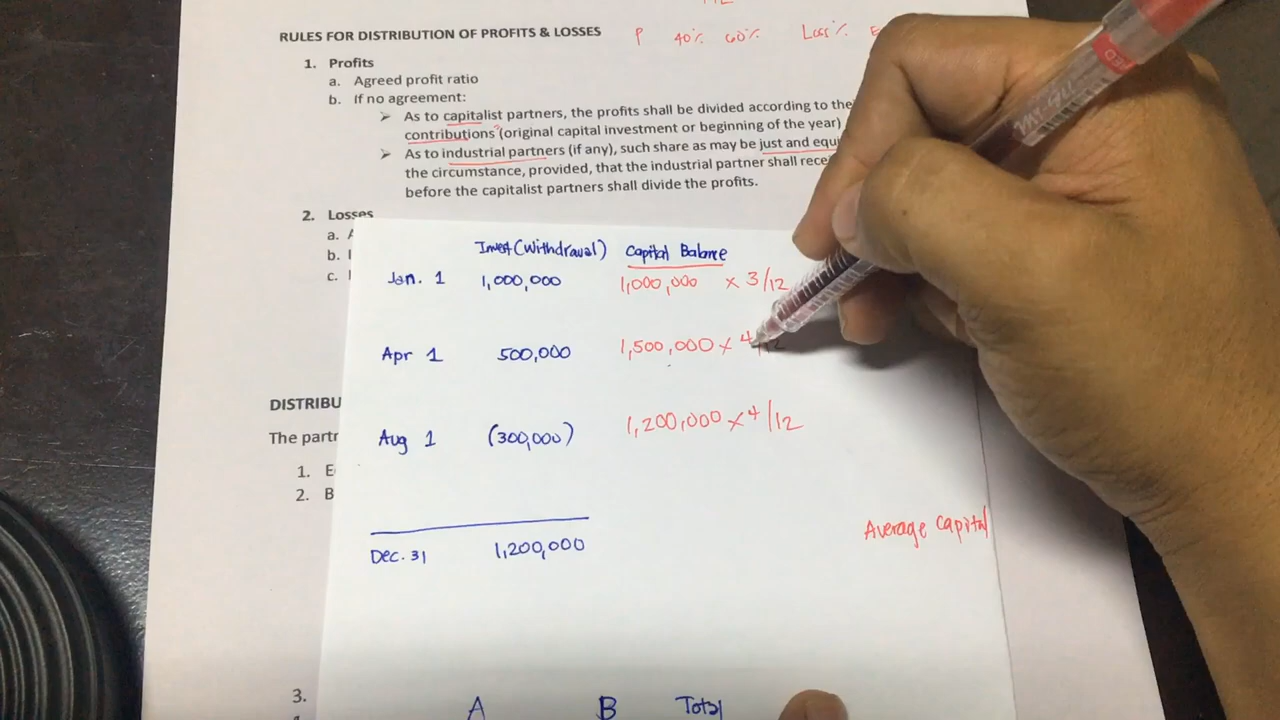 RULES FOR DISTRIBUTION OF PROFITS & LOSSES P 40% 60% Loss%
1. Profits
a. Agreed profit ratio
b. If no agreement:
➢ As to capitalist partners, the profits shall be divided according to the
contributions (original capital investment or beginning of the year)
➢ As to industrial partners (if any), such share as may be just and equi
the circumstance, provided, that the industrial partner shall rece
before the capitalist partners shall divide the profits.
2. Losses
a.
b.
c.
Invest (Withdrawal) Capital Balance
Jan. 1 1,000,000 1,000,000 x 3/12
Apr 1 500,000 1,500,000 x 4/12
Aug 1 (300,000) 1,200,000 x 4/12
DISTRIBU
The partr
1. E
2. B
Average Capital
Dec. 31 1,200,000
3.
A B Total